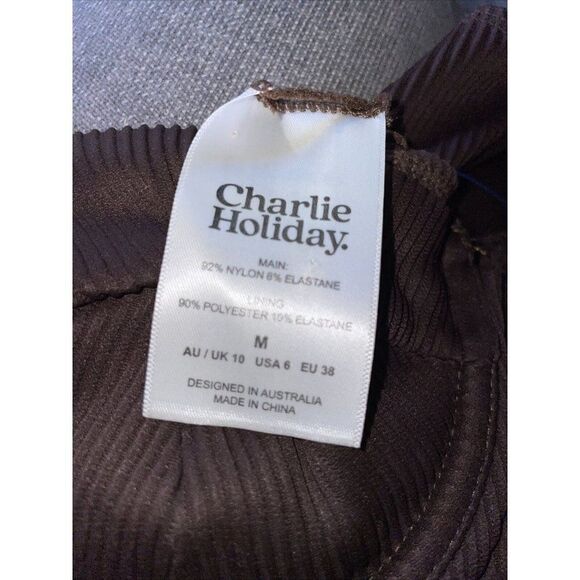 Charlie
Holiday.
MAIN:
92% NYLON 8% ELASTANE
LINING
90% POLYESTER 10% ELASTANE
M
AU / UK 10 USA 6 EU 38
DESIGNED IN AUSTRALIA
MADE IN CHINA